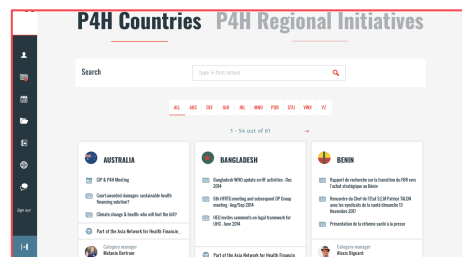 P4H Countries P4H Regional Initiatives
Search
Type in first letters
ALL ABC DEF GHI JKL MNO PQR STU VWX YZ
1 - 54 out of 61 →
AUSTRALIA
CIP & P4H Meeting
Court awarded damages: sustainable health
financing solution?
Climate change & health: who will foot the bill?
Part of the Asia Network for Health Financin..
Category manager
Melanie Bertram
BANGLADESH
Bangladesh WHO update on HF activities - Dec
2014
6th HFRTG meeting and subsequent DP Group
meeting - Aug/Sep 2014
HEU invites comments on legal framework for
UHC - June 2014
Part of the Asia Network for Health Financin
BENIN
Rapport de recherche sur la transition du FBR vers
l'achat stratégique au Bénin
Rencontre du Chef de l'Etat S.E.M Patrice TALON
avec les syndicats de la santé dimanche 13
Novembre 2017
Présentation de la réforme santé à la presse
Category manager
Alexis Bigeard
Sign out